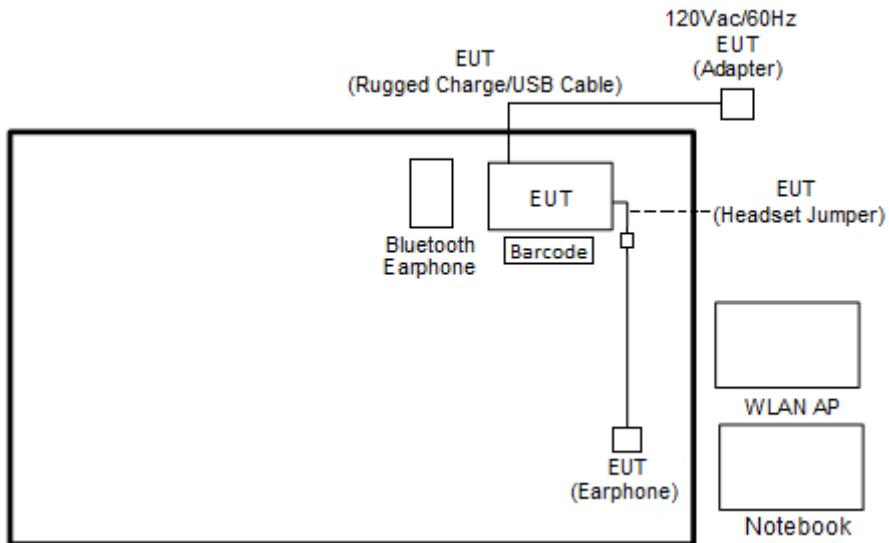 120Vac/60Hz
EUT
(Adapter)
EUT
(Rugged Charge/USB Cable)
EUT
EUT
(Headset Jumper)
Bluetooth
Earphone
Barcode
WLAN AP
EUT
(Earphone)
Notebook